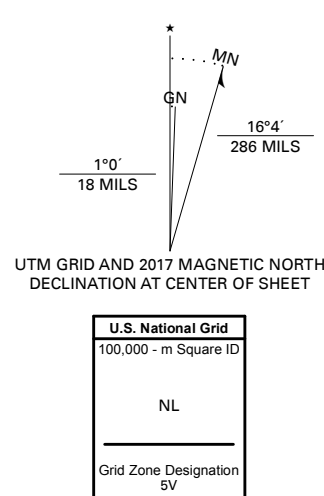 ★
MN
GN
16°4´
286 MILS
1°0´
18 MILS
UTM GRID AND 2017 MAGNETIC NORTH
DECLINATION AT CENTER OF SHEET
U.S. National Grid
100,000 - m Square ID
NL
Grid Zone Designation
5V